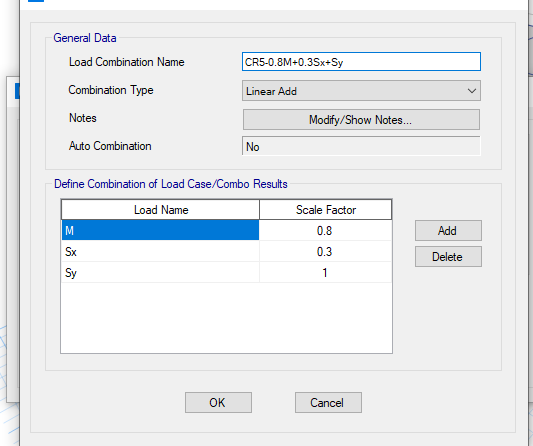 General Data
Load Combination Name
CR5-0.8M+0.3Sx+Sy
Combination Type
Linear Add
Notes
Modify/Show Notes...
Auto Combination
No
Define Combination of Load Case/Combo Results
Load Name Scale Factor
M 0.8 Add
Sx 0.3 Delete
Sy 1
OK Cancel